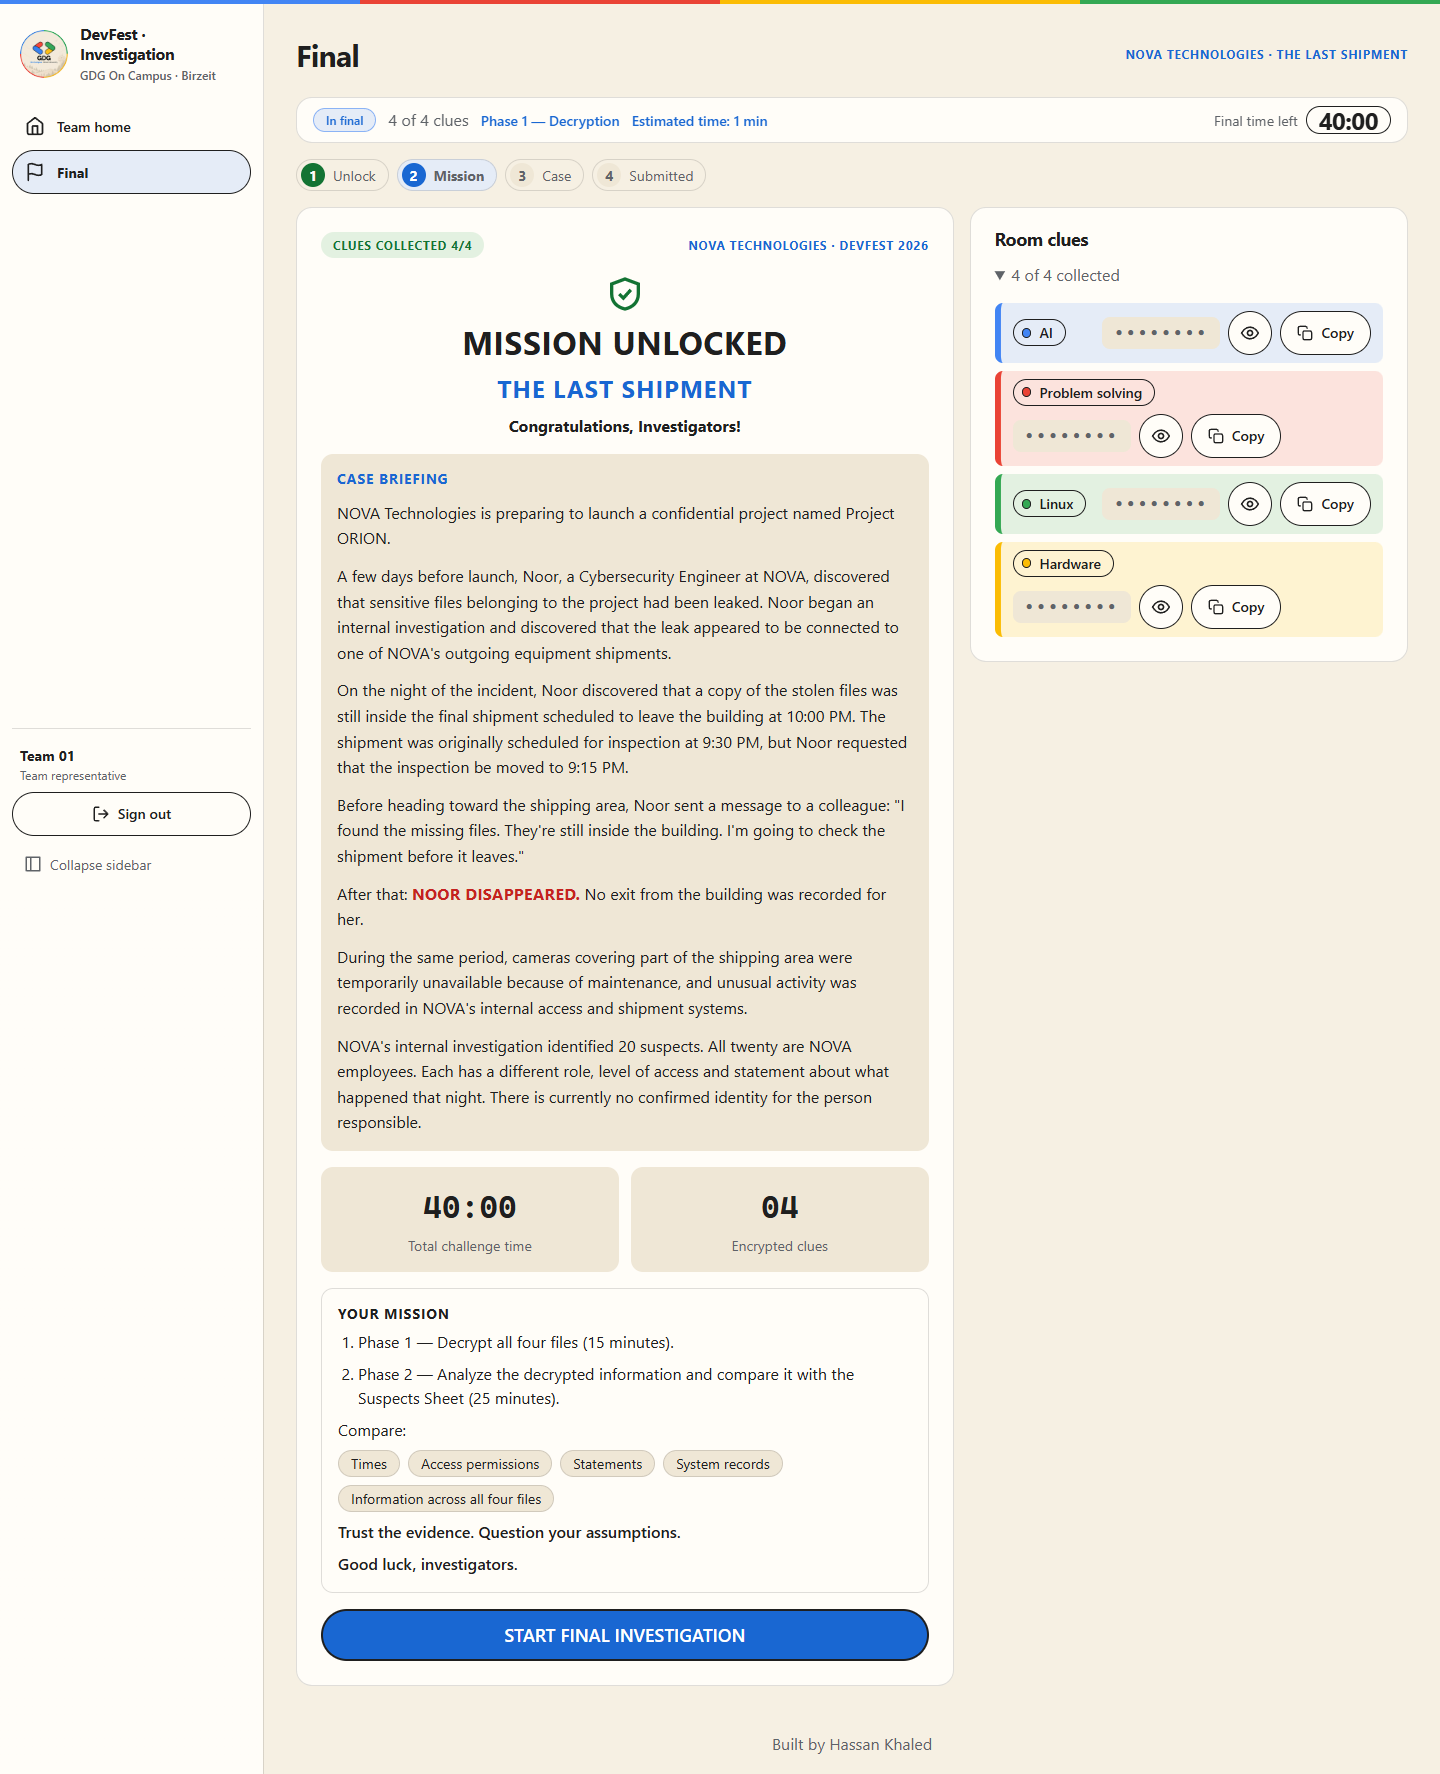 DevFest ·
Investigation
GDG On Campus · Birzeit
Team home
Final
Team 01
Team representative
Sign out
Collapse sidebar
Final
NOVA TECHNOLOGIES · THE LAST SHIPMENT
In final
4 of 4 clues
Phase 1 — Decryption
Estimated time: 1 min
Final time left
40:00
1 Unlock
2 Mission
3 Case
4 Submitted
CLUES COLLECTED 4/4
NOVA TECHNOLOGIES · DEVFEST 2026
MISSION UNLOCKED
THE LAST SHIPMENT
Congratulations, Investigators!
CASE BRIEFING
NOVA Technologies is preparing to launch a confidential project named Project
ORION.
A few days before launch, Noor, a Cybersecurity Engineer at NOVA, discovered
that sensitive files belonging to the project had been leaked. Noor began an
internal investigation and discovered that the leak appeared to be connected to
one of NOVA's outgoing equipment shipments.
On the night of the incident, Noor discovered that a copy of the stolen files was
still inside the final shipment scheduled to leave the building at 10:00 PM. The
shipment was originally scheduled for inspection at 9:30 PM, but Noor requested
that the inspection be moved to 9:15 PM.
Before heading toward the shipping area, Noor sent a message to a colleague: "I
found the missing files. They're still inside the building. I'm going to check the
shipment before it leaves."
After that: NOOR DISAPPEARED. No exit from the building was recorded for
her.
During the same period, cameras covering part of the shipping area were
temporarily unavailable because of maintenance, and unusual activity was
recorded in NOVA's internal access and shipment systems.
NOVA's internal investigation identified 20 suspects. All twenty are NOVA
employees. Each has a different role, level of access and statement about what
happened that night. There is currently no confirmed identity for the person
responsible.
40:00
Total challenge time
04
Encrypted clues
YOUR MISSION
1. Phase 1 — Decrypt all four files (15 minutes).
2. Phase 2 — Analyze the decrypted information and compare it with the
Suspects Sheet (25 minutes).
Compare:
Times
Access permissions
Statements
System records
Information across all four files
Trust the evidence. Question your assumptions.
Good luck, investigators.
START FINAL INVESTIGATION
Room clues
▼ 4 of 4 collected
AI
••••••••
Copy
Problem solving
••••••••
Copy
Linux
••••••••
Copy
Hardware
••••••••
Copy
Built by Hassan Khaled